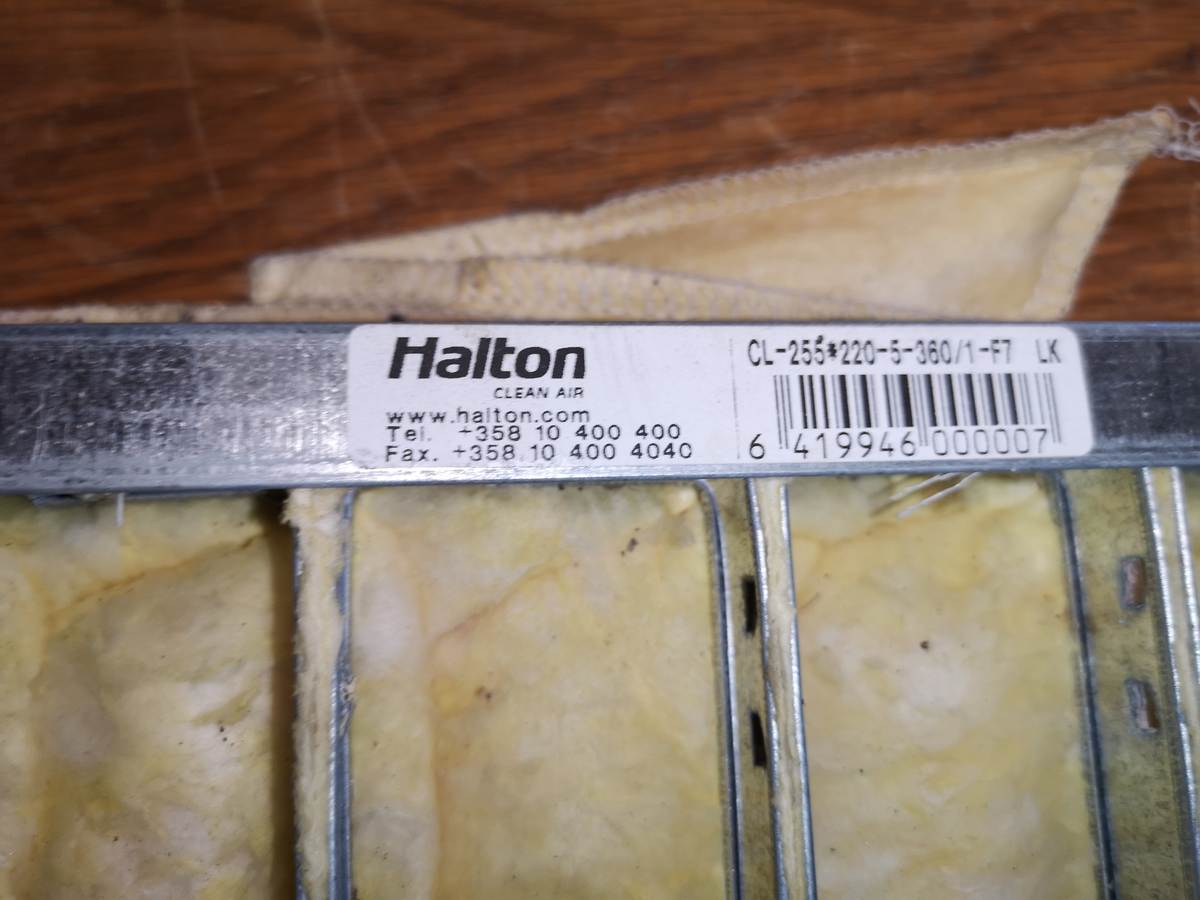 Halton
CLEAN AIR
www.halton.com
Tel. +358 10 400 400
Fax. +358 10 400 4040
CL-255*220-5-360/1-F7 LK
6 419946 000007